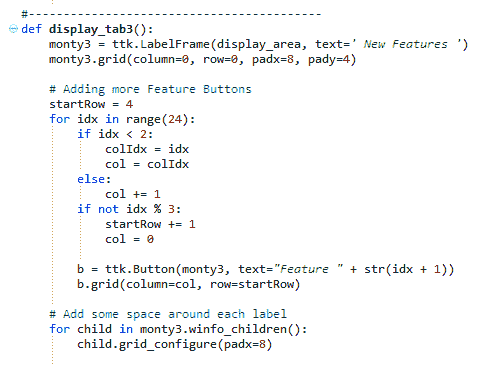 #------------------------------------------
def display_tab3():
    monty3 = ttk.LabelFrame(display_area, text=' New Features ')
    monty3.grid(column=0, row=0, padx=8, pady=4)

    # Adding more Feature Buttons
    startRow = 4
    for idx in range(24):
        if idx < 2:
            colIdx = idx
            col = colIdx
        else:
            col += 1
        if not idx % 3:
            startRow += 1
            col = 0

        b = ttk.Button(monty3, text="Feature " + str(idx + 1))
        b.grid(column=col, row=startRow)

    # Add some space around each label
    for child in monty3.winfo_children():
        child.grid_configure(padx=8)